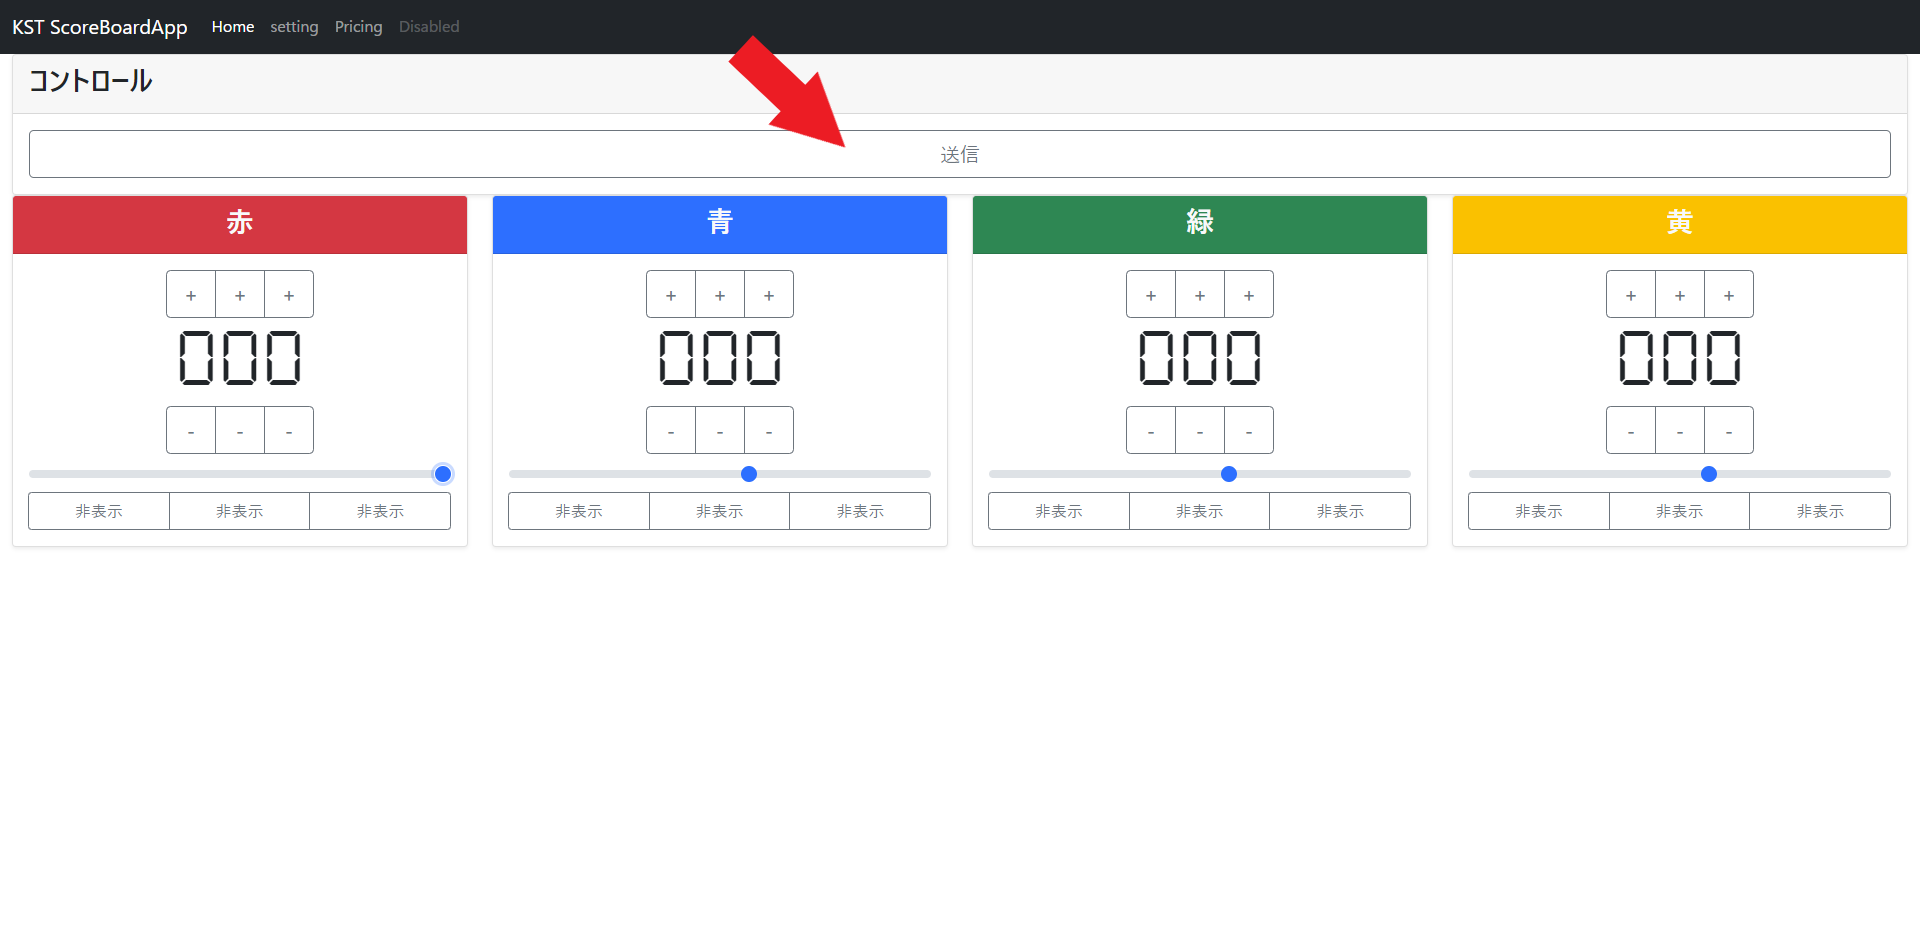 KST ScoreBoardApp Home setting Pricing Disabled
コントロール
送信
赤 青 緑 黄
+ + + + + + + + + + + +
000 000 000 000
- - - - - - - - - - - -
非表示 非表示 非表示 非表示 非表示 非表示 非表示 非表示 非表示 非表示 非表示 非表示